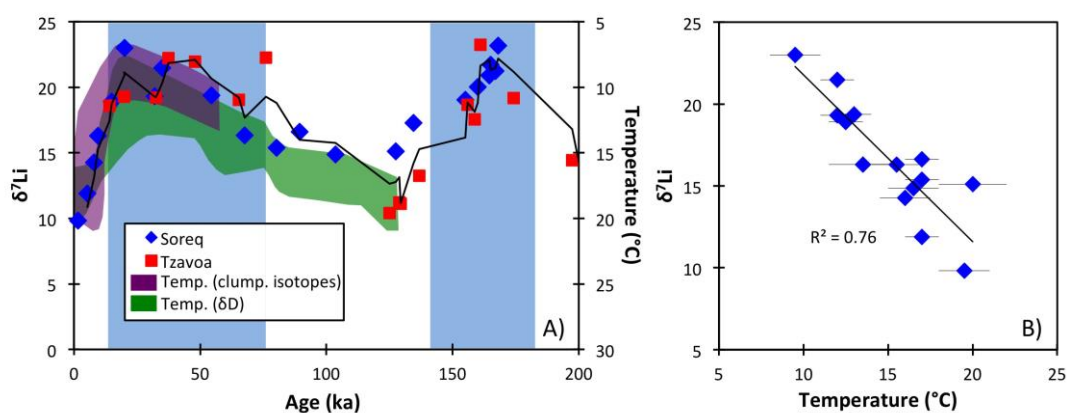 25
20
15
10
5
0
δ⁷Li
0
50
100
150
200
Age (ka)
5
10
15
20
25
30
Temperature (°C)
Soreq
Tzavoa
Temp. (clump. isotopes)
Temp. (δD)
A)
25
20
15
10
5
δ⁷Li
R² = 0.76
B)
5
10
15
20
25
Temperature (°C)